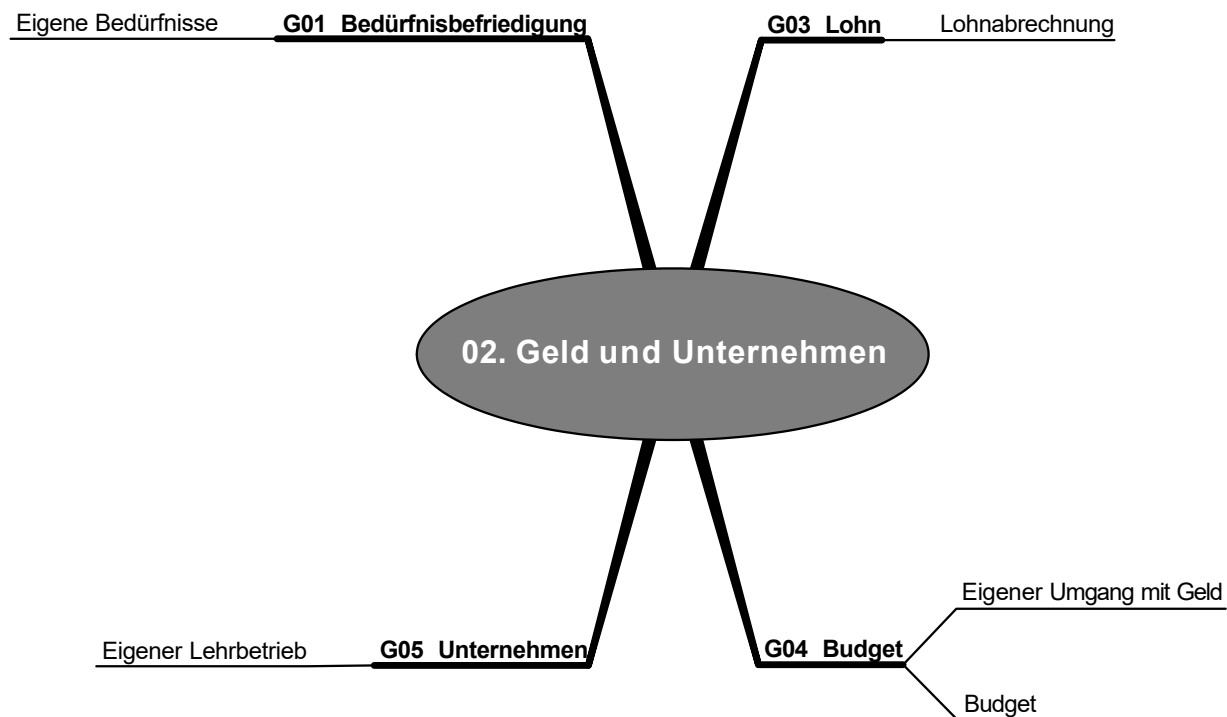 Eigene Bedürfnisse
G01 Bedürfnisbefriedigung
G03 Lohn
Lohnabrechnung
02. Geld und Unternehmen
Eigener Lehrbetrieb
G05 Unternehmen
G04 Budget
Eigener Umgang mit Geld
Budget